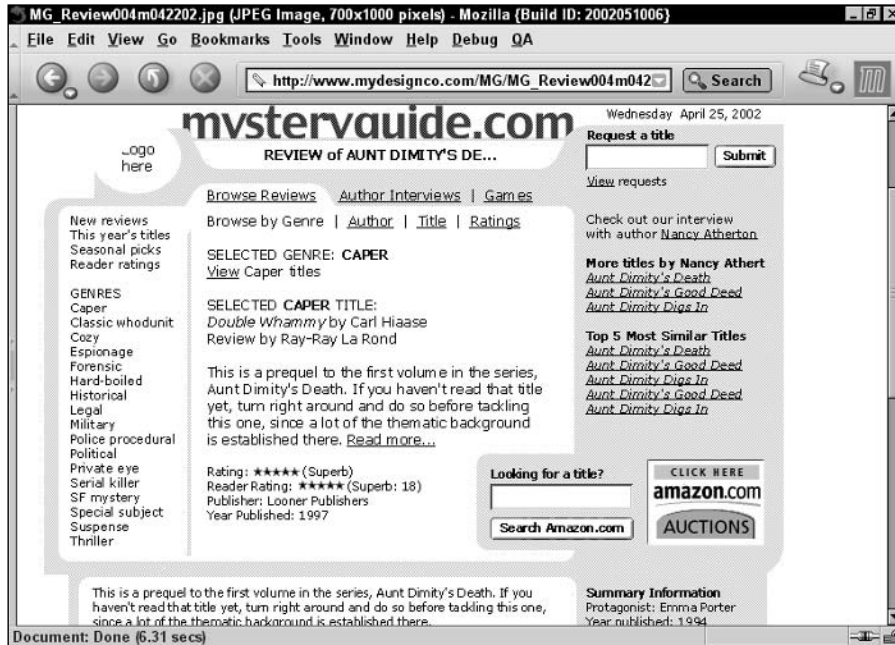 MG_Review004m042202.jpg (JPEG Image, 700x1000 pixels) - Mozilla {Build ID: 2002051006}
File Edit View Go Bookmarks Tools Window Help Debug QA
http://www.mydesignco.com/MG/MG_Review004m042
Search
mysteryguide.com
Wednesday April 25, 2002
Logo
here
REVIEW of AUNT DIMITY'S DE...
Request a title
Submit
View requests
Browse Reviews Author Interviews | Games
Browse by Genre | Author | Title | Ratings
New reviews
This year's titles
Seasonal picks
Reader ratings
GENRES
Caper
Classic whodunit
Cozy
Espionage
Forensic
Hard-boiled
Historical
Legal
Military
Police procedural
Political
Private eye
Serial killer
SF mystery
Special subject
Suspense
Thriller
SELECTED GENRE: CAPER
View Caper titles
SELECTED CAPER TITLE:
Double Whammy by Carl Hiaase
Review by Ray-Ray La Rond
This is a prequel to the first volume in the series,
Aunt Dimity's Death. If you haven't read that title
yet, turn right around and do so before tackling
this one, since a lot of the thematic background
is established there. Read more...
Rating: ★★★★★ (Superb)
Reader Rating: ★★★★★ (Superb: 18)
Publisher: Looner Publishers
Year Published: 1997
Check out our interview
with author Nancy Atherton
More titles by Nancy Athert
Aunt Dimity's Death
Aunt Dimity's Good Deed
Aunt Dimity Digs In
Top 5 Most Similar Titles
Aunt Dimity's Death
Aunt Dimity's Good Deed
Aunt Dimity Digs In
Aunt Dimity's Good Deed
Aunt Dimity Digs In
Looking for a title?
Search Amazon.com
CLICK HERE
amazon.com
AUCTIONS
This is a prequel to the first volume in the series, Aunt Dimity's Death. If you
haven't read that title yet, turn right around and do so before tackling this one,
since a lot of the thematic background is established there.
Summary Information
Protagonist: Emma Porter
Year published: 1994
Document: Done (6.31 secs)